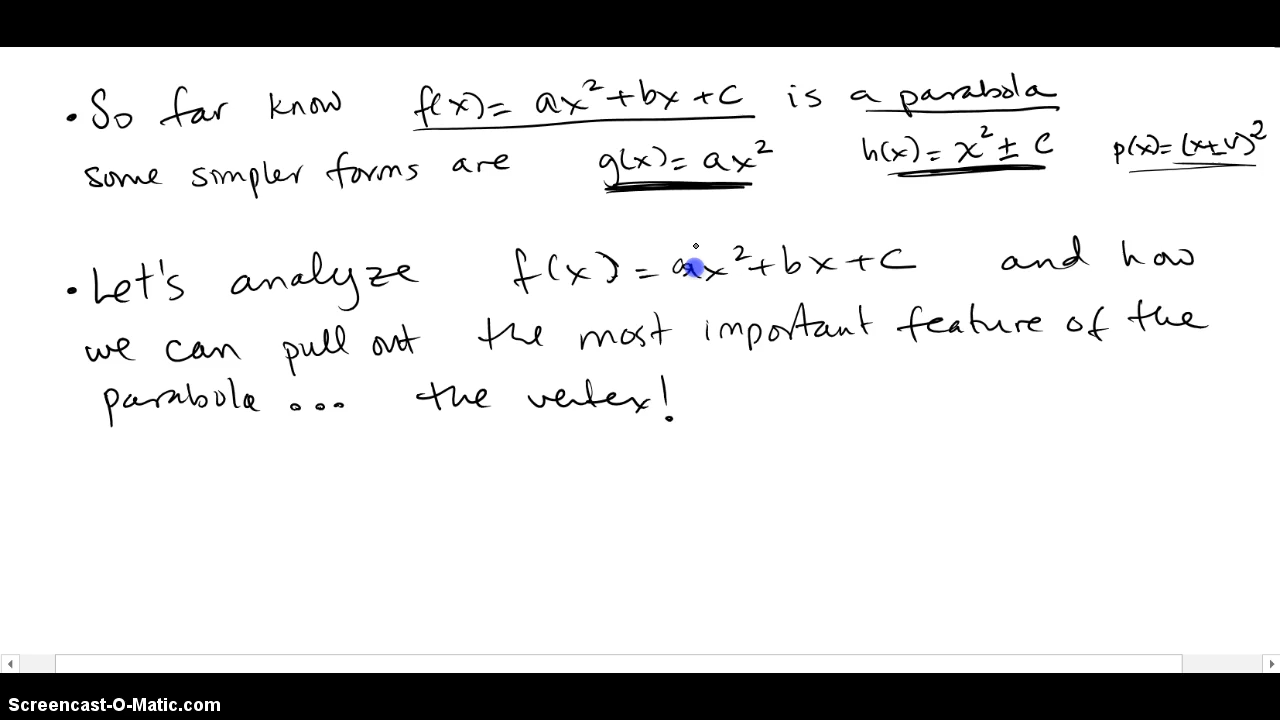 • So far know f(x) = ax² + bx + c is a parabola
some simpler forms are g(x) = ax² h(x) = x² ± c p(x) = (x ± v)²
• Let's analyze f(x) = ax² + bx + c and how
we can pull out the most important feature of the
parabola ... the vertex!
Screencast-O-Matic.com